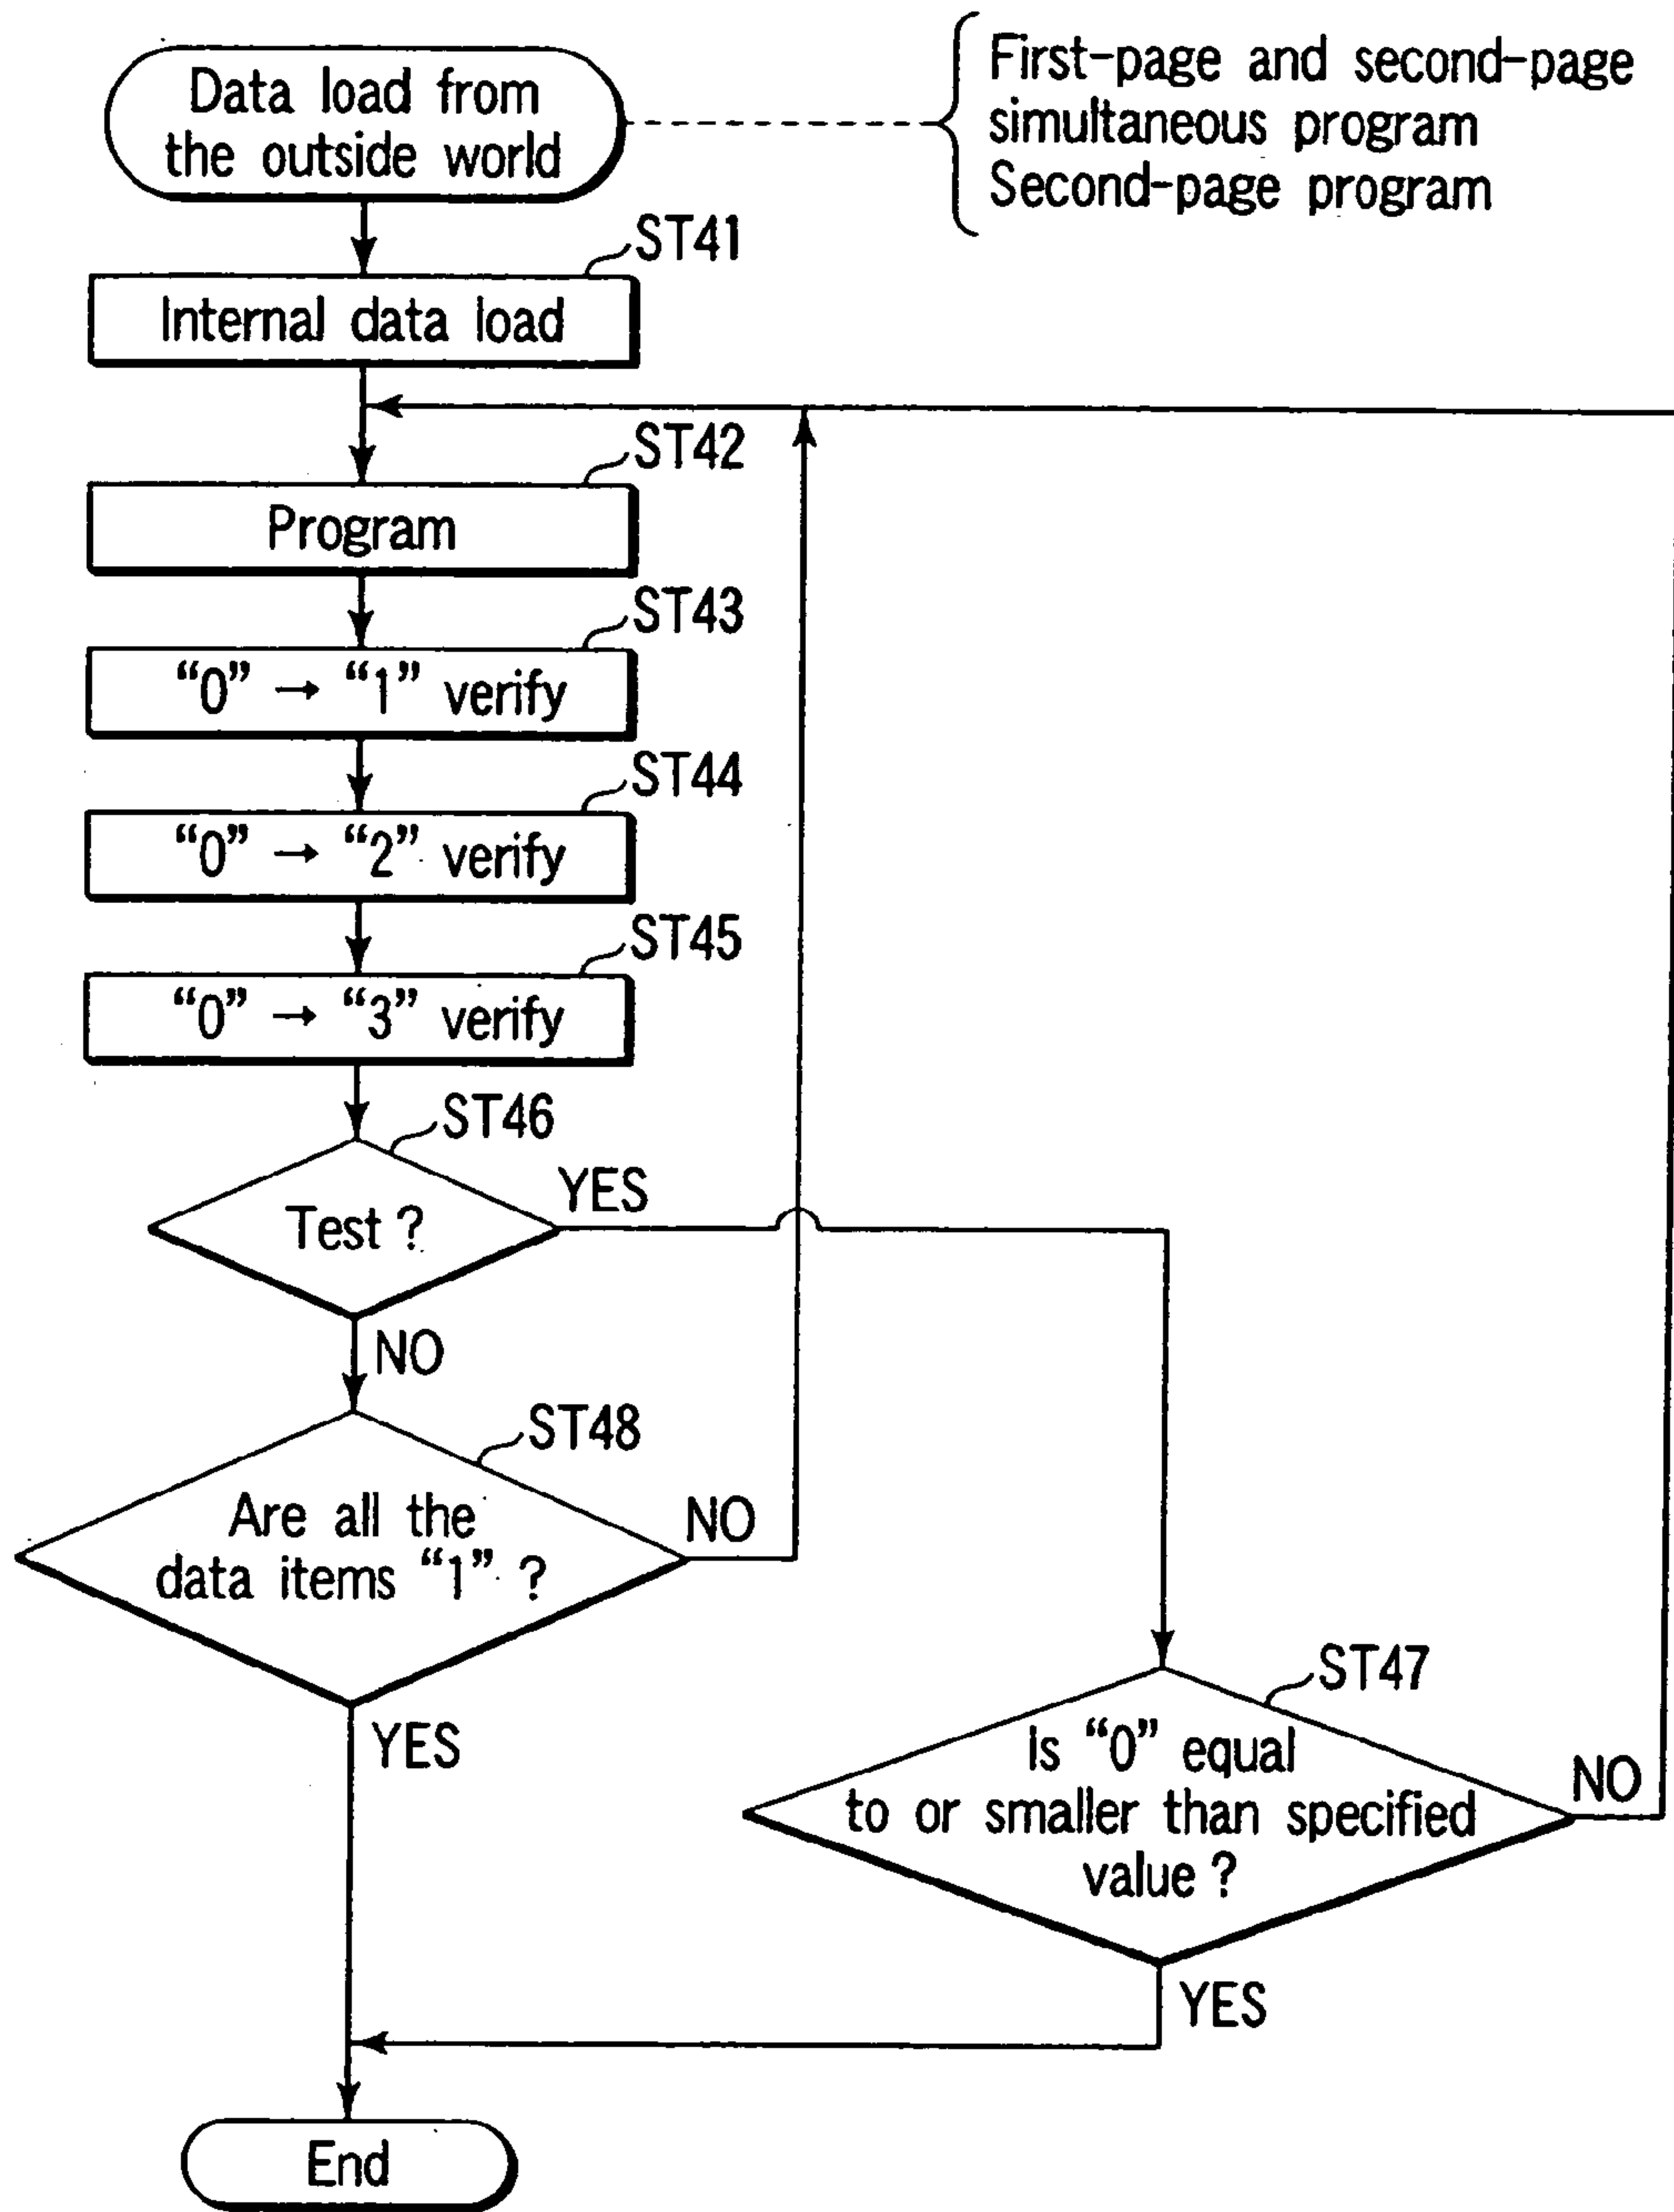 Data load from
the outside world
First-page and second-page
simultaneous program
Second-page program
ST41
Internal data load
ST42
Program
ST43
“0” → “1” verify
ST44
“0” → “2” verify
ST45
“0” → “3” verify
ST46
Test ?
YES
NO
ST48
Are all the
data items “1” ?
NO
YES
ST47
Is “0” equal
to or smaller than specified
value ?
NO
YES
End